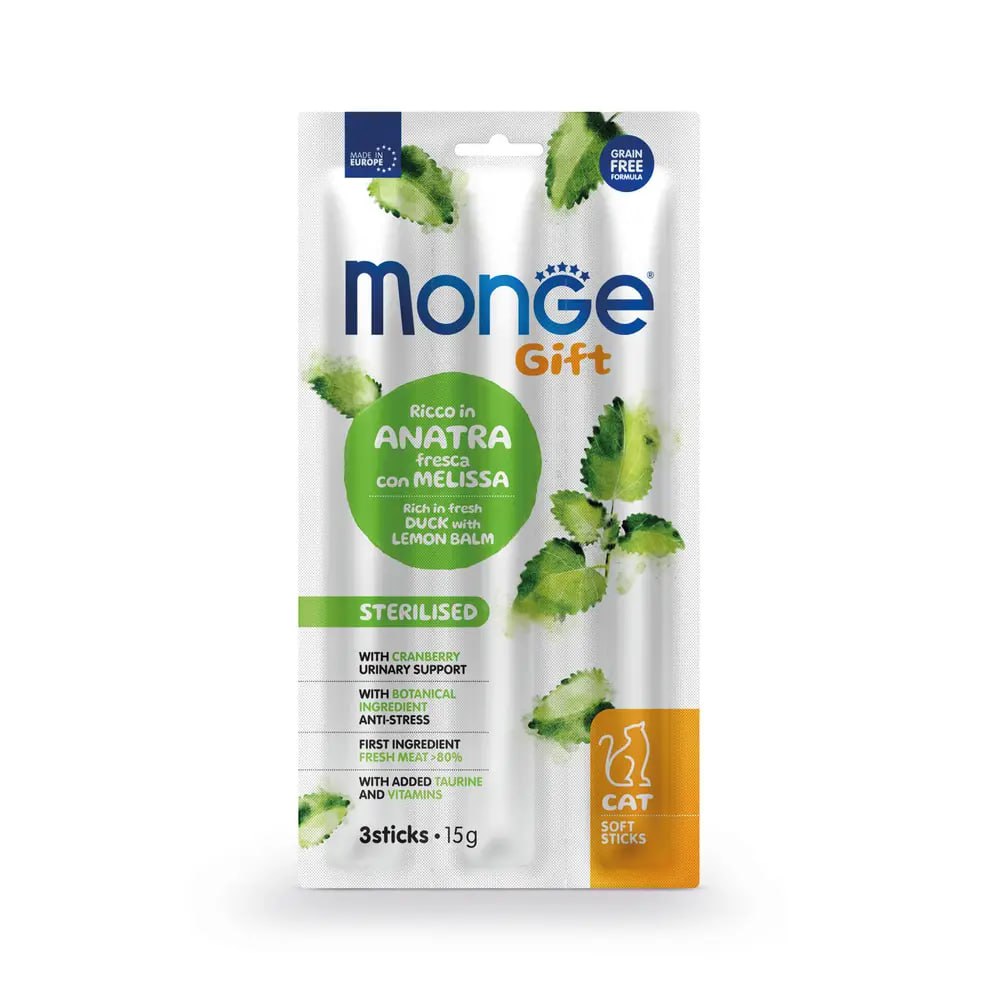 MADE IN
EUROPE
GRAIN
FREE
FORMULA
Monge®
Gift
Ricco in
ANATRA
fresca
con MELISSA
Rich in fresh
DUCK with
LEMON BALM
STERILISED
WITH CRANBERRY
URINARY SUPPORT
WITH BOTANICAL
INGREDIENT
ANTI-STRESS
FIRST INGREDIENT
FRESH MEAT >80%
WITH ADDED TAURINE
AND VITAMINS
3sticks • 15g
CAT
SOFT
STICKS